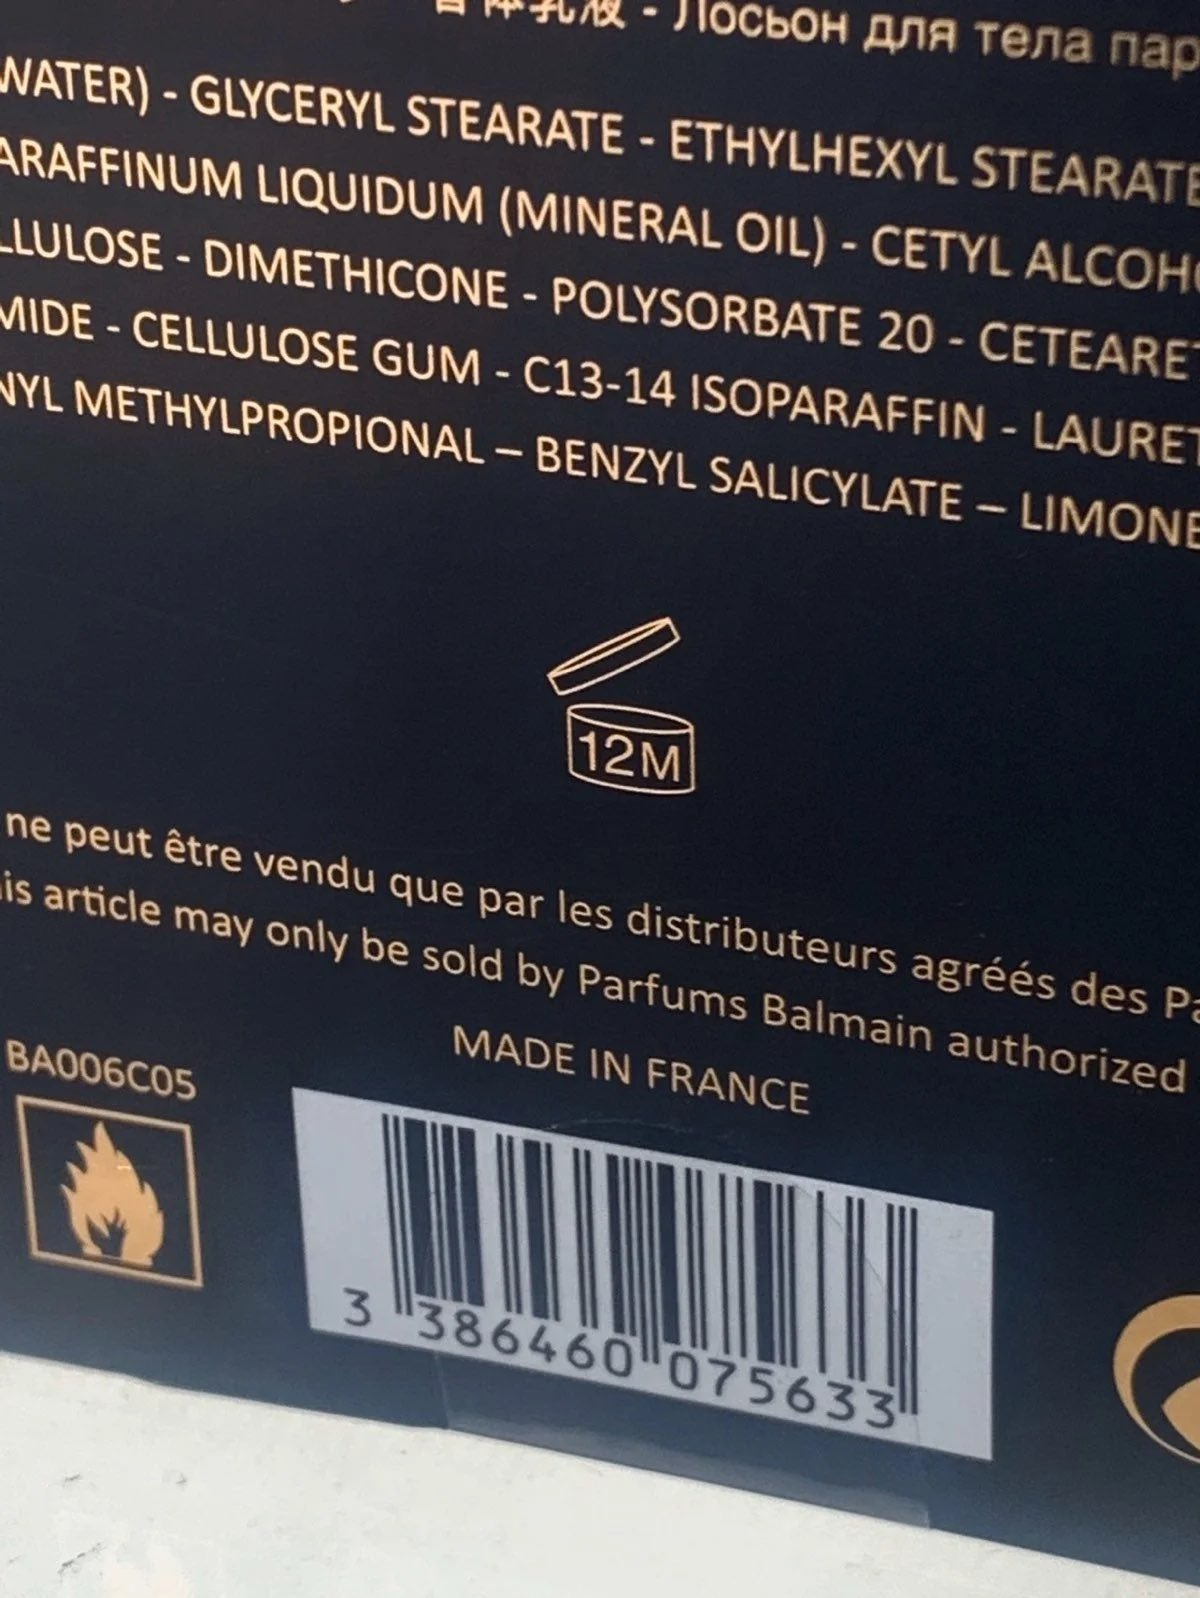 - Лосьон для тела пар
WATER) - GLYCERYL STEARATE - ETHYLHEXYL STEARATE
ARAFFINUM LIQUIDUM (MINERAL OIL) - CETYL ALCOHO
LLULOSE - DIMETHICONE - POLYSORBATE 20 - CETEARET
MIDE - CELLULOSE GUM - C13-14 ISOPARAFFIN - LAURET
NYL METHYLPROPIONAL – BENZYL SALICYLATE – LIMONE
12M
ne peut être vendu que par les distributeurs agréés des Pa
is article may only be sold by Parfums Balmain authorized
MADE IN FRANCE
BA006C05
3 386460 075633